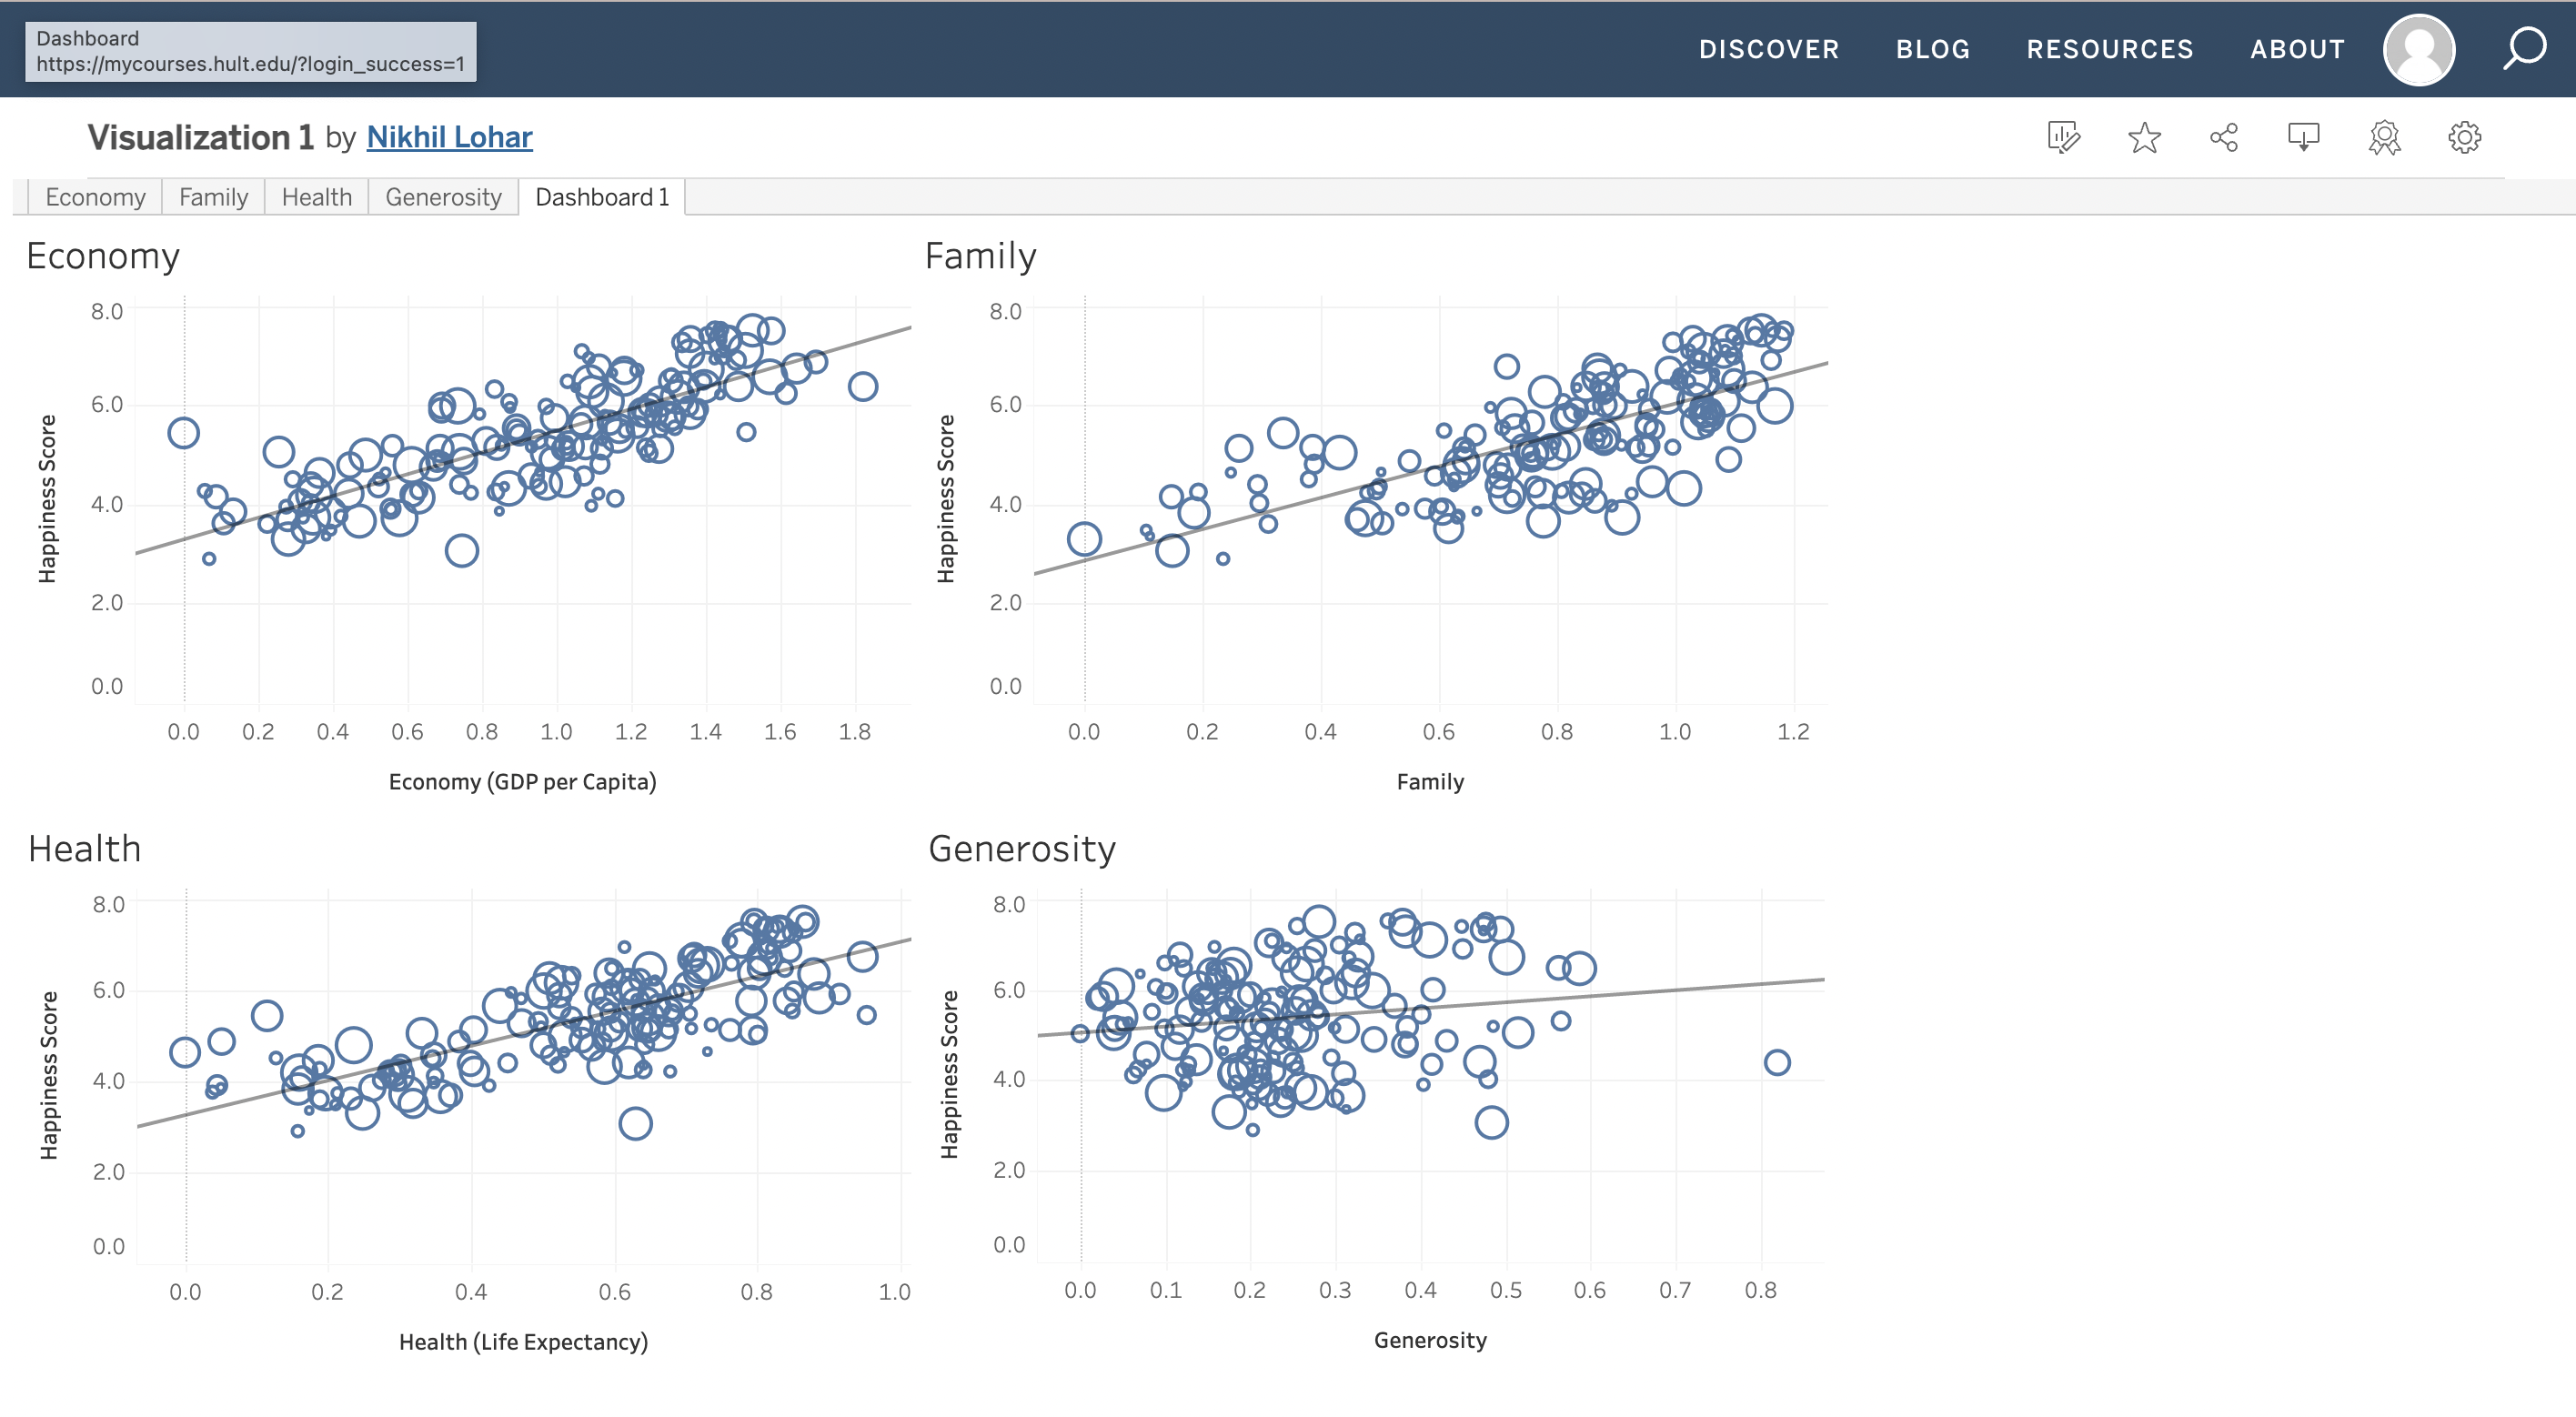 Dashboard
https://mycourses.hult.edu/?login_success=1
DISCOVER BLOG RESOURCES ABOUT
Visualization 1 by Nikhil Lohar
Economy Family Health Generosity Dashboard 1
Economy
8.0
6.0
4.0
2.0
0.0
Happiness Score
0.0 0.2 0.4 0.6 0.8 1.0 1.2 1.4 1.6 1.8
Economy (GDP per Capita)
Family
8.0
6.0
4.0
2.0
0.0
Happiness Score
0.0 0.2 0.4 0.6 0.8 1.0 1.2
Family
Health
8.0
6.0
4.0
2.0
0.0
Happiness Score
0.0 0.2 0.4 0.6 0.8 1.0
Health (Life Expectancy)
Generosity
8.0
6.0
4.0
2.0
0.0
Happiness Score
0.0 0.1 0.2 0.3 0.4 0.5 0.6 0.7 0.8
Generosity